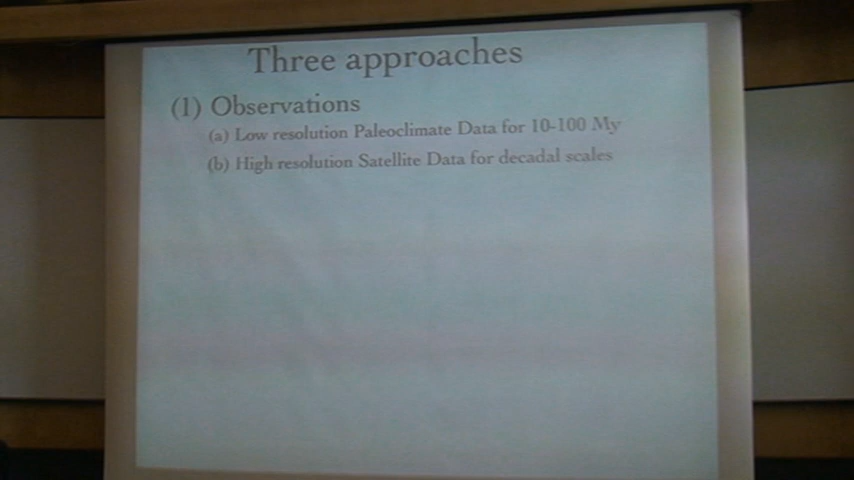 Three approaches
(1) Observations
(a) Low resolution Paleoclimate Data for 10-100 My
(b) High resolution Satellite Data for decadal scales